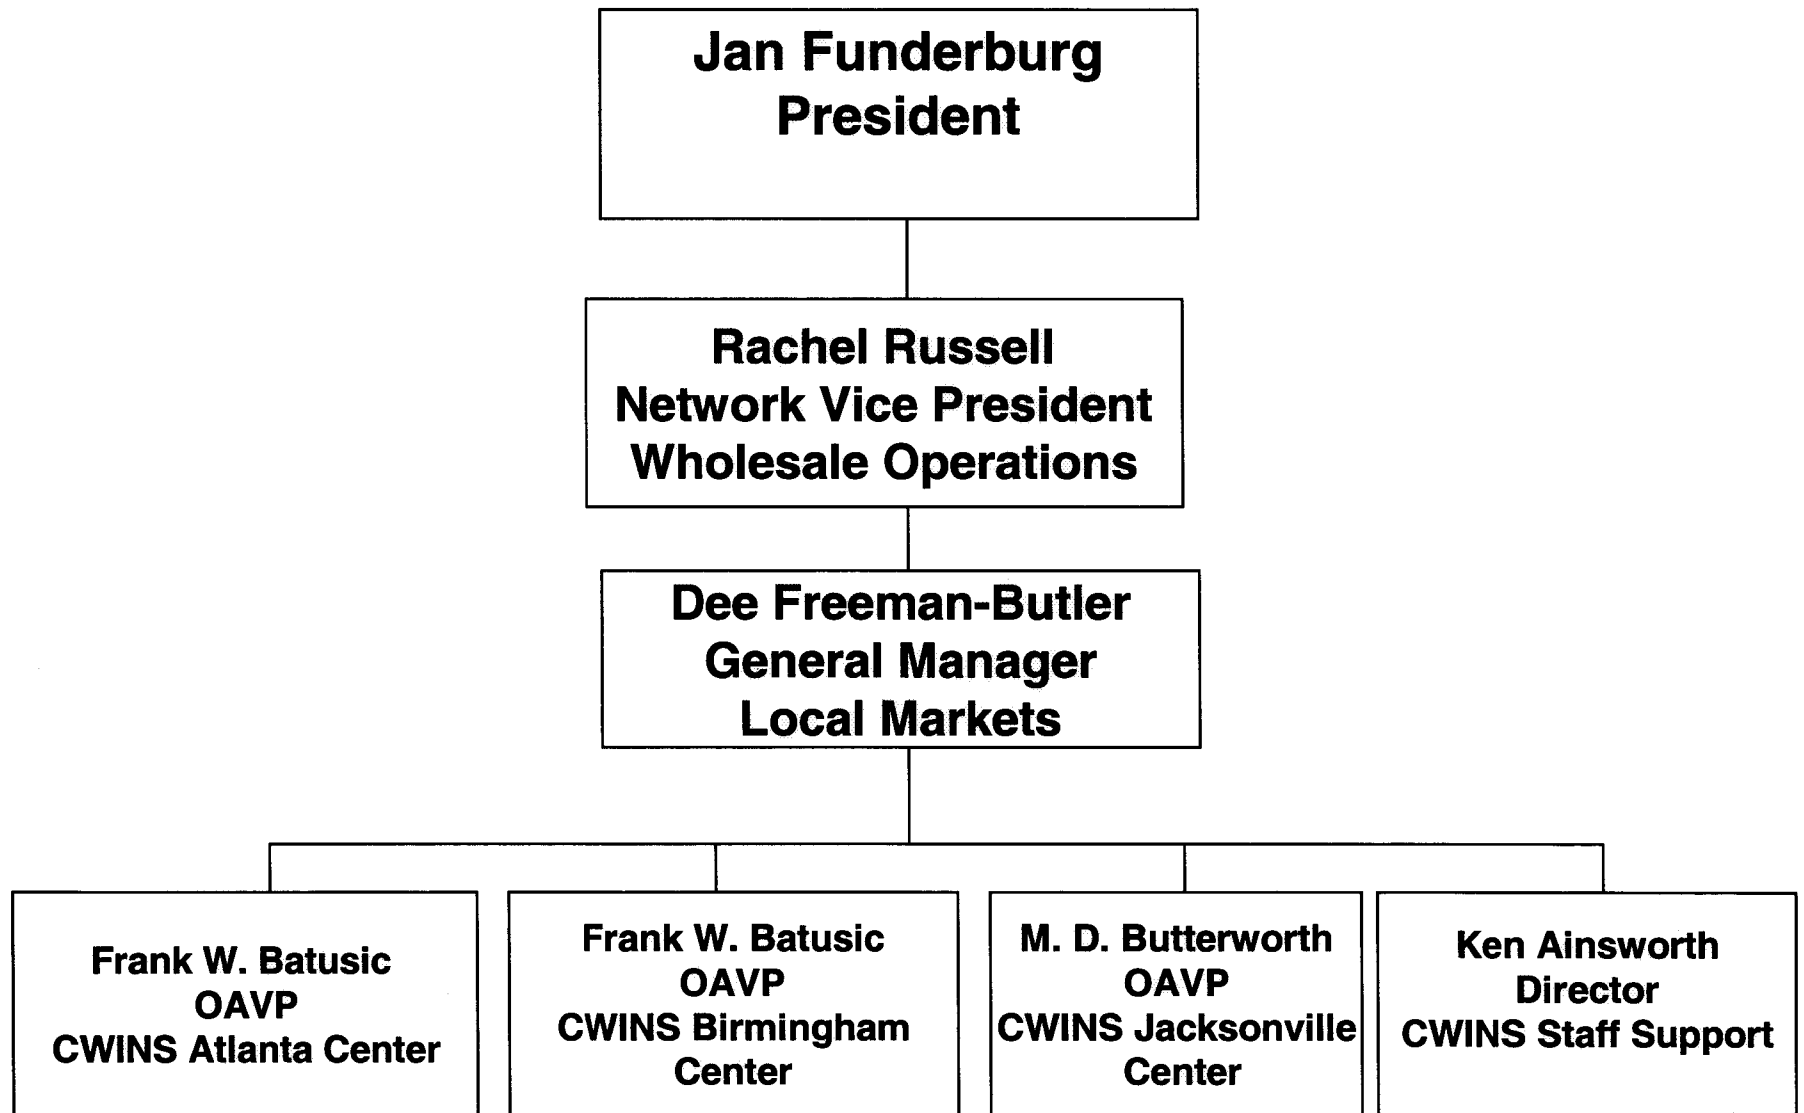 Jan Funderburg
President
Rachel Russell
Network Vice President
Wholesale Operations
Dee Freeman-Butler
General Manager
Local Markets
Frank W. Batusic
OAVP
CWINS Atlanta Center
Frank W. Batusic
OAVP
CWINS Birmingham
Center
M. D. Butterworth
OAVP
CWINS Jacksonville
Center
Ken Ainsworth
Director
CWINS Staff Support